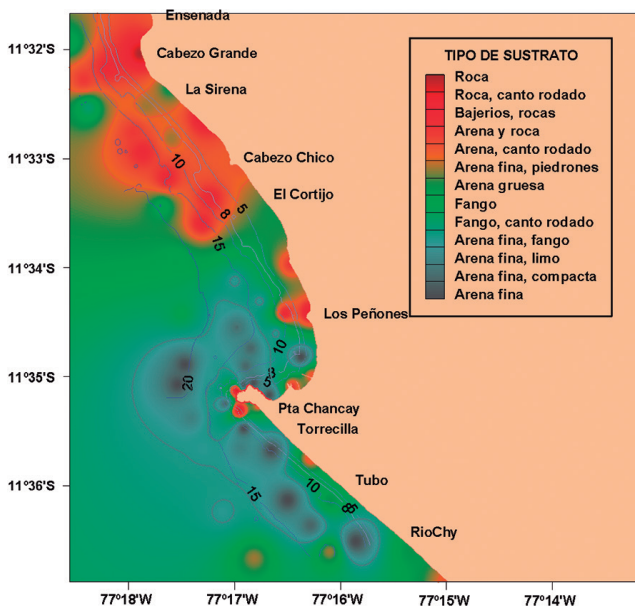 Ensenada
11°32'S
Cabezo Grande
La Sirena
11°33'S
Cabezo Chico
El Cortijo
11°34'S
Los Peñones
11°35'S
Pta Chancay
Torrecilla
11°36'S
Tubo
RioChy
10
5
8
15
10
20
5
15
10
TIPO DE SUSTRATO
Roca
Roca, canto rodado
Bajerios, rocas
Arena y roca
Arena, canto rodado
Arena fina, piedrones
Arena gruesa
Fango
Fango, canto rodado
Arena fina, fango
Arena fina, limo
Arena fina, compacta
Arena fina
77°18'W
77°17'W
77°16'W
77°15'W
77°14'W